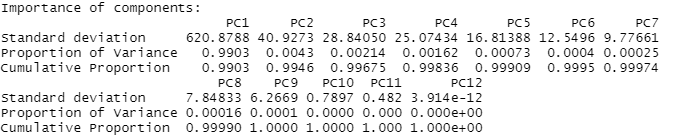 Importance of components:
PC1 PC2 PC3 PC4 PC5 PC6 PC7
Standard deviation 620.8788 40.9273 28.84050 25.07434 16.81388 12.5496 9.77661
Proportion of Variance 0.9903 0.0043 0.00214 0.00162 0.00073 0.0004 0.00025
Cumulative Proportion 0.9903 0.9946 0.99675 0.99836 0.99909 0.9995 0.99974
PC8 PC9 PC10 PC11 PC12
Standard deviation 7.84833 6.2669 0.7897 0.482 3.914e-12
Proportion of Variance 0.00016 0.0001 0.0000 0.000 0.000e+00
Cumulative Proportion 0.99990 1.0000 1.0000 1.000 1.000e+00